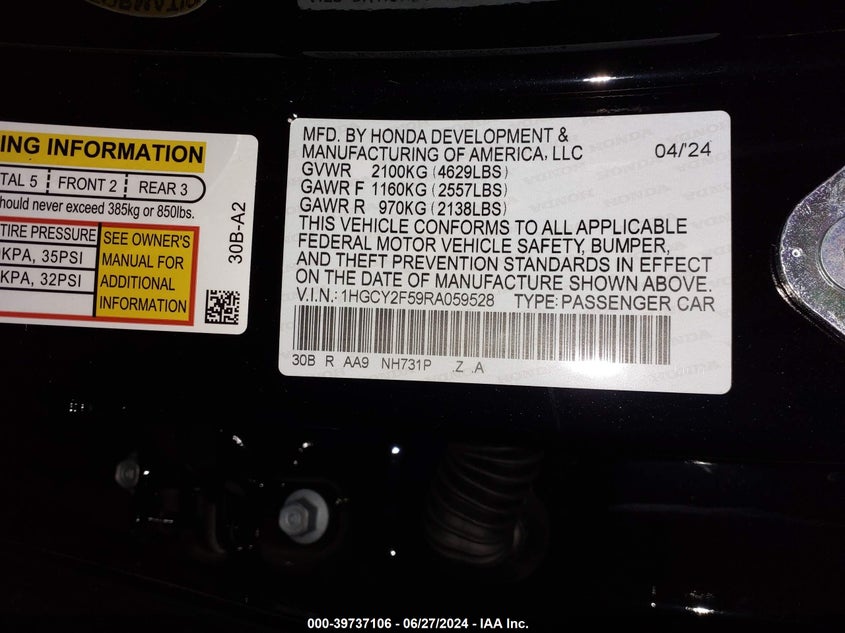 ING INFORMATION
TAL 5 FRONT 2 REAR 3
hould never exceed 385kg or 850lbs.
TIRE PRESSURE
KPA, 35PSI
KPA, 32PSI
SEE OWNER'S
MANUAL FOR
ADDITIONAL
INFORMATION
30B-A2
MFD. BY HONDA DEVELOPMENT &
MANUFACTURING OF AMERICA, LLC 04/'24
GVWR 2100KG (4629LBS)
GAWR F 1160KG (2557LBS)
GAWR R 970KG (2138LBS)
THIS VEHICLE CONFORMS TO ALL APPLICABLE
FEDERAL MOTOR VEHICLE SAFETY, BUMPER,
AND THEFT PREVENTION STANDARDS IN EFFECT
ON THE DATE OF MANUFACTURE SHOWN ABOVE.
V.I.N.: 1HGCY2F59RA059528 TYPE: PASSENGER CAR
30B R AA9 NH731P .Z .A
000-39737106 - 06/27/2024 - IAA Inc.